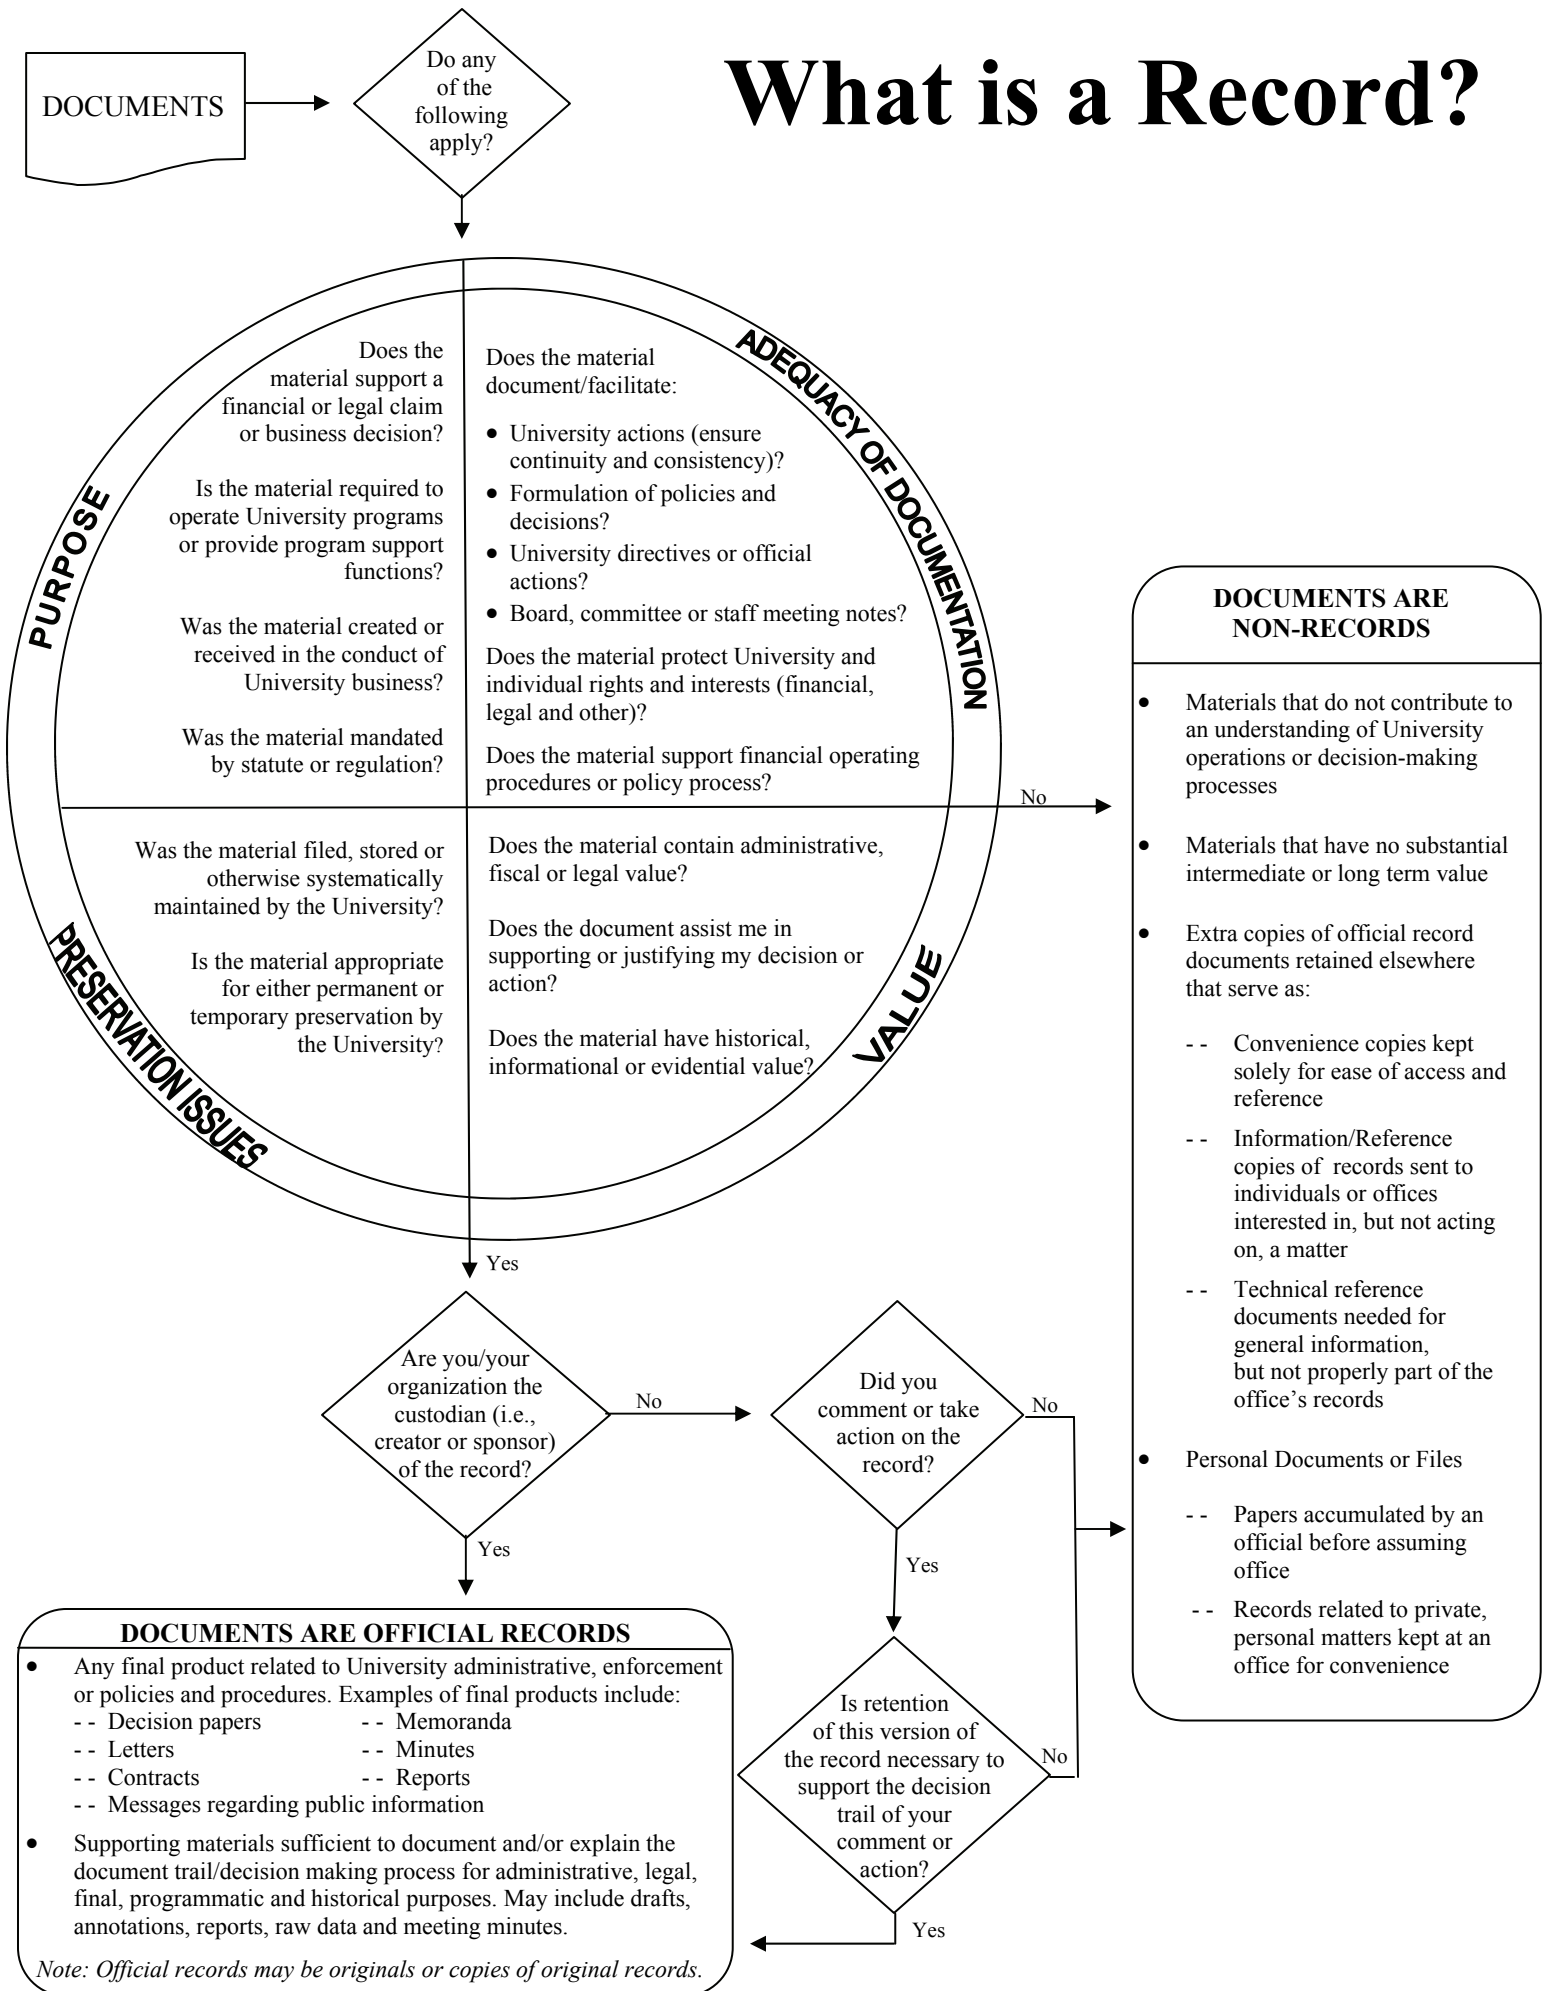 What is a Record?
DOCUMENTS
Do any
of the
following
apply?
PURPOSE
Does the
material support a
financial or legal claim
or business decision?
Is the material required to
operate University programs
or provide program support
functions?
Was the material created or
received in the conduct of
University business?
Was the material mandated
by statute or regulation?
ADEQUACY OF DOCUMENTATION
Does the material
document/facilitate:
• University actions (ensure
continuity and consistency)?
• Formulation of policies and
decisions?
• University directives or official
actions?
• Board, committee or staff meeting notes?
Does the material protect University and
individual rights and interests (financial,
legal and other)?
Does the material support financial operating
procedures or policy process?
No
PRESERVATION ISSUES
Was the material filed, stored or
otherwise systematically
maintained by the University?
Is the material appropriate
for either permanent or
temporary preservation by
the University?
VALUE
Does the material contain administrative,
fiscal or legal value?
Does the document assist me in
supporting or justifying my decision or
action?
Does the material have historical,
informational or evidential value?
Yes
DOCUMENTS ARE
NON-RECORDS
• Materials that do not contribute to
an understanding of University
operations or decision-making
processes
• Materials that have no substantial
intermediate or long term value
• Extra copies of official record
documents retained elsewhere
that serve as:
- - Convenience copies kept
solely for ease of access and
reference
- - Information/Reference
copies of records sent to
individuals or offices
interested in, but not acting
on, a matter
- - Technical reference
documents needed for
general information,
but not properly part of the
office’s records
• Personal Documents or Files
- - Papers accumulated by an
official before assuming
office
- - Records related to private,
personal matters kept at an
office for convenience
Are you/your
organization the
custodian (i.e.,
creator or sponsor)
of the record?
No
Yes
Did you
comment or take
action on the
record?
No
Yes
Is retention
of this version of
the record necessary to
support the decision
trail of your
comment or
action?
No
Yes
DOCUMENTS ARE OFFICIAL RECORDS
• Any final product related to University administrative, enforcement
or policies and procedures. Examples of final products include:
- - Decision papers - - Memoranda
- - Letters - - Minutes
- - Contracts - - Reports
- - Messages regarding public information
• Supporting materials sufficient to document and/or explain the
document trail/decision making process for administrative, legal,
final, programmatic and historical purposes. May include drafts,
annotations, reports, raw data and meeting minutes.
Note: Official records may be originals or copies of original records.